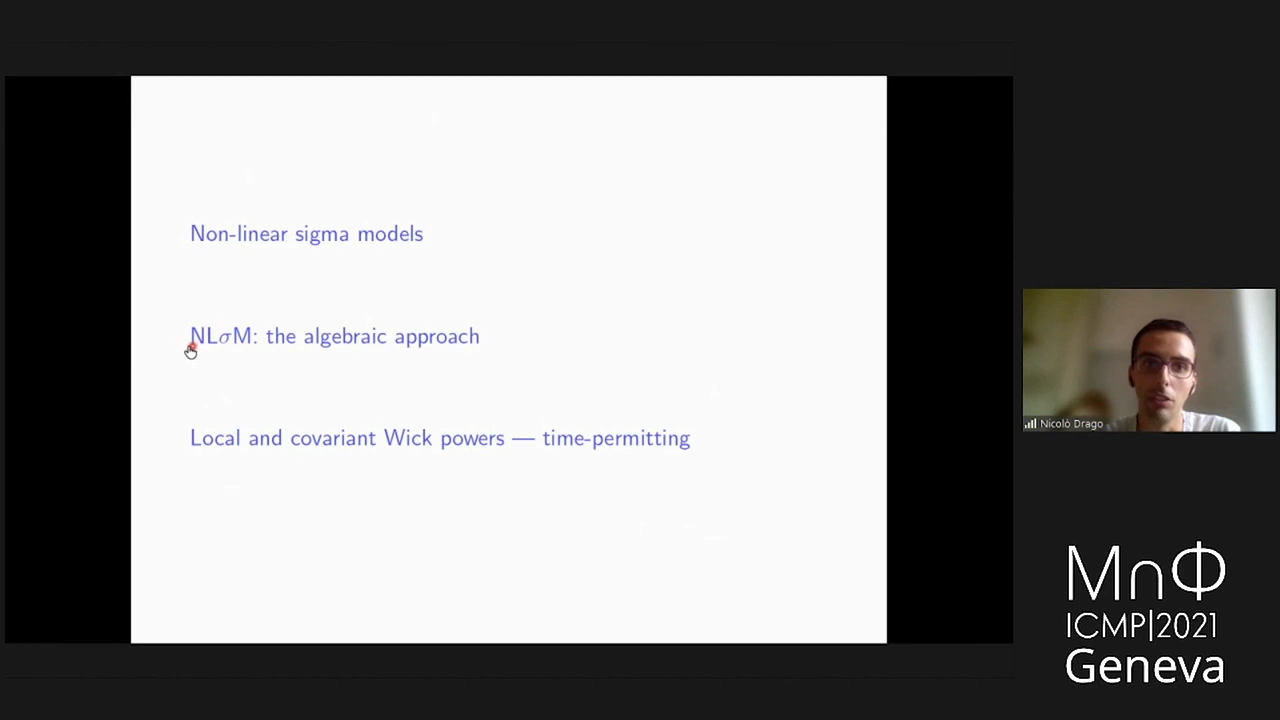 Non-linear sigma models
NLσM: the algebraic approach
Local and covariant Wick powers — time-permitting
Nicolò Drago
M∩Φ
ICMP|2021
Geneva